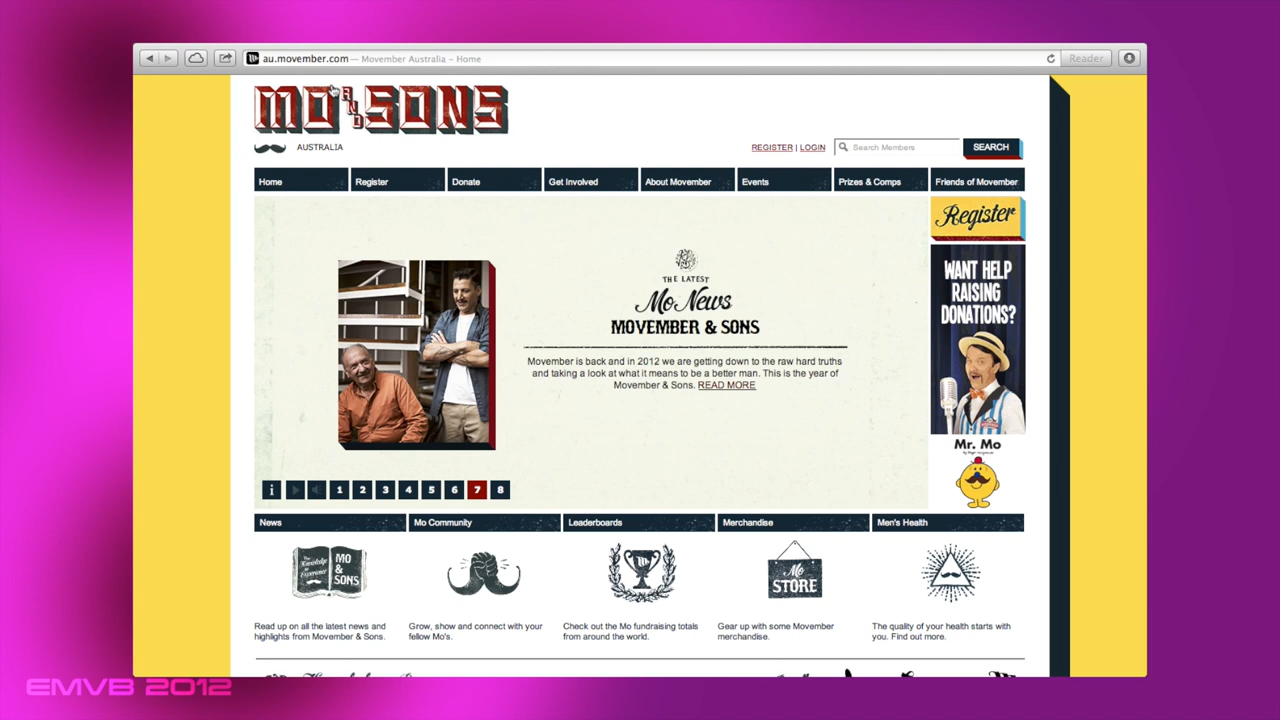 au.movember.com — Movember Australia – Home
Reader
MO AND SONS
AUSTRALIA
REGISTER | LOGIN
Search Members
SEARCH
Home
Register
Donate
Get Involved
About Movember
Events
Prizes & Comps
Friends of Movember
Register
WANT HELP
RAISING
DONATIONS?
Mr. Mo
THE LATEST
Mo News
MOVEMBER & SONS
Movember is back and in 2012 we are getting down to the raw hard truths
and taking a look at what it means to be a better man. This is the year of
Movember & Sons. READ MORE
i
1
2
3
4
5
6
7
8
News
Mo Community
Leaderboards
Merchandise
Men's Health
The Knowledge
MO
&
SONS
Mo
STORE
Read up on all the latest news and
highlights from Movember & Sons.
Grow, show and connect with your
fellow Mo's.
Check out the Mo fundraising totals
from around the world.
Gear up with some Movember
merchandise.
The quality of your health starts with
you. Find out more.
EMVB 2012